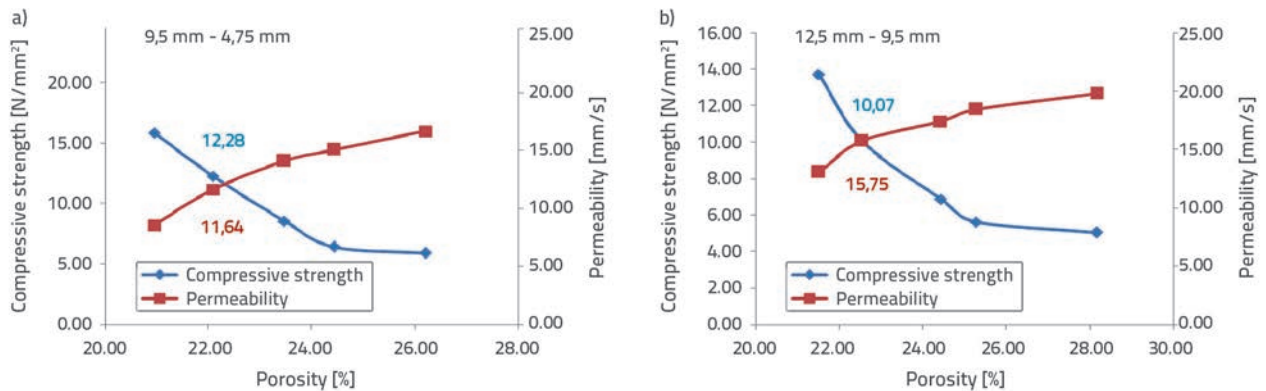 a)
9,5 mm - 4,75 mm
Compressive strength [N/mm²]
20.00
15.00
10.00
5.00
0.00
12,28
11,64
Compressive strength
Permeability
25.00
20.00
15.00
10.00
5.00
0.00
Permeability [mm/s]
20.00 22.00 24.00 26.00 28.00
Porosity [%]
b)
12,5 mm - 9,5 mm
Compressive strength [N/mm²]
16.00
14.00
12.00
10.00
8.00
6.00
4.00
2.00
0.00
10,07
15,75
Compressive strength
Permeability
25.00
20.00
15.00
10.00
5.00
0.00
Permeability [mm/s]
20.00 22.00 24.00 26.00 28.00 30.00
Porosity [%]